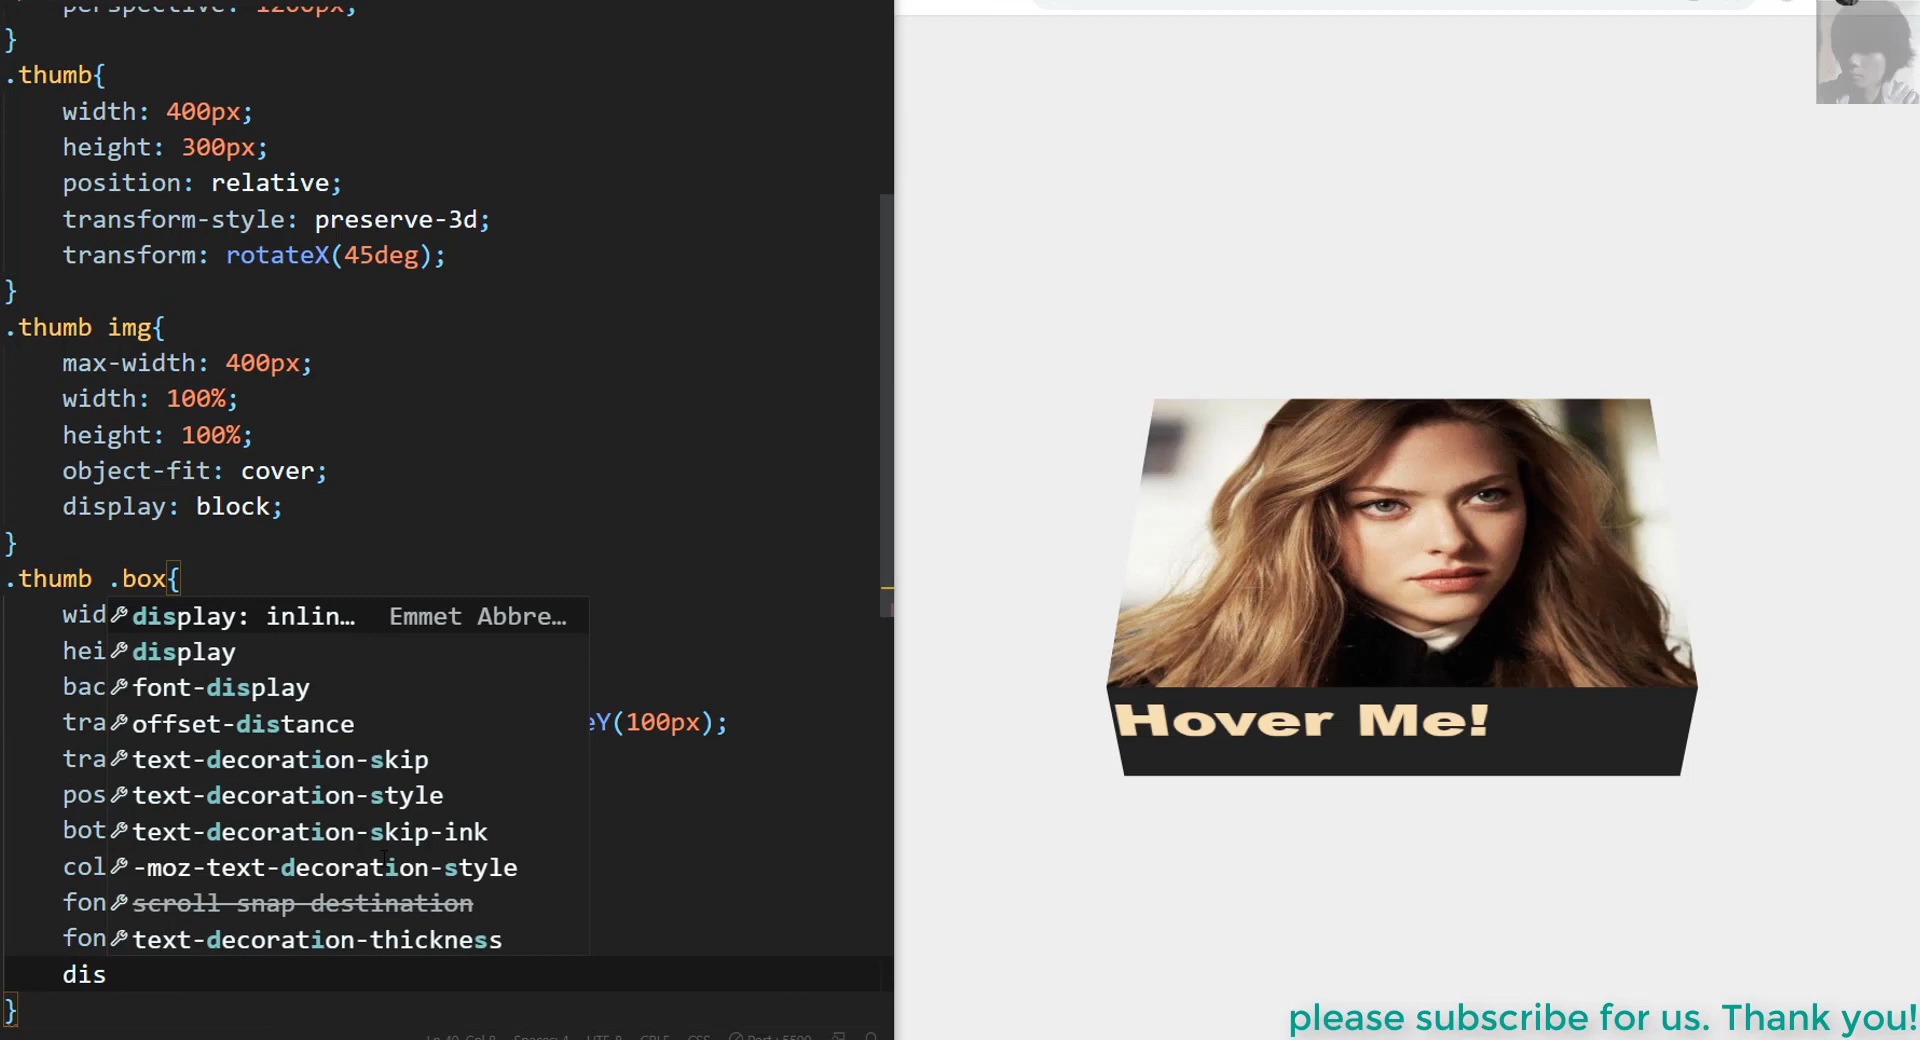 perspective: 1200px;
}
.thumb{
width: 400px;
height: 300px;
position: relative;
transform-style: preserve-3d;
transform: rotateX(45deg);
}
.thumb img{
max-width: 400px;
width: 100%;
height: 100%;
object-fit: cover;
display: block;
}
.thumb .box{
wid display: inlin... Emmet Abbre...
hei display
bac font-display
tra offset-distance eY(100px);
tra text-decoration-skip
pos text-decoration-style
bot text-decoration-skip-ink
col -moz-text-decoration-style
fon scroll-snap-destination
fon text-decoration-thickness
dis
}
Hover Me!
please subscribe for us. Thank you!